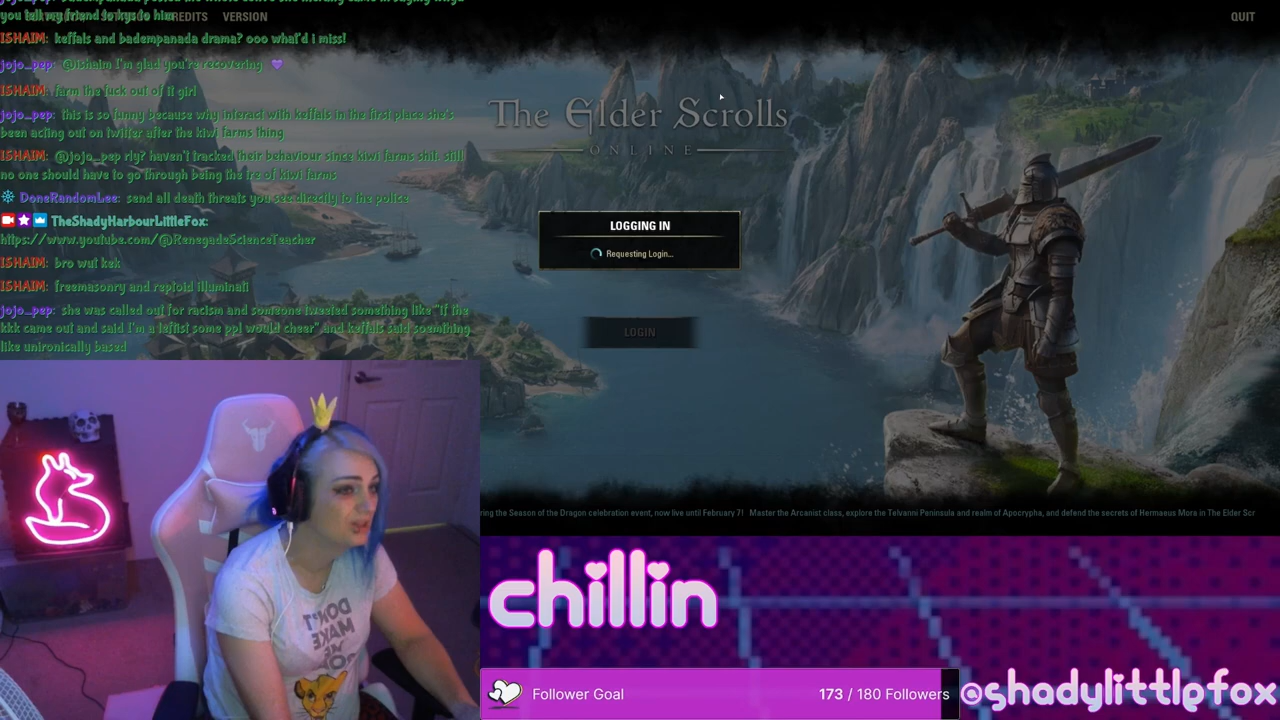 you tell my friend to kys to him
CREDITS VERSION QUIT
ISHAIM: keffals and badempanada drama? ooo what'd i miss!
jojo_pep: @ishaim I'm glad you're recovering
ISHAIM: farm the fuck out of it girl
jojo_pep: this is so funny because why interact with keffals in the first place she's
been acting out on twitter after the kiwi farms thing
ISHAIM: @jojo_pep rly? haven't tracked their behaviour since kiwi farms shit. still
no one should have to go through being the ire of kiwi farms
DoneRandomLee: send all death threats you see directly to the police
TheShadyHarbourLittleFox:
https://www.youtube.com/@RenegadeScienceTeacher
ISHAIM: bro wut kek
ISHAIM: freemasonry and reptoid illuminati
jojo_pep: she was called out for racism and someone tweeted something like "if the
kkk came out and said I'm a leftist some ppl would cheer" and keffals said soemthing
like unironically based
The Elder Scrolls
ONLINE
LOGGING IN
Requesting Login...
LOGIN
ring the Season of the Dragon celebration event, now live until February 7! Master the Arcanist class, explore the Telvanni Peninsula and realm of Apocrypha, and defend the secrets of Hermaeus Mora in The Elder Scr
DON'T
MAKE
ME
chillin
Follower Goal 173 / 180 Followers
@shadylittlefox